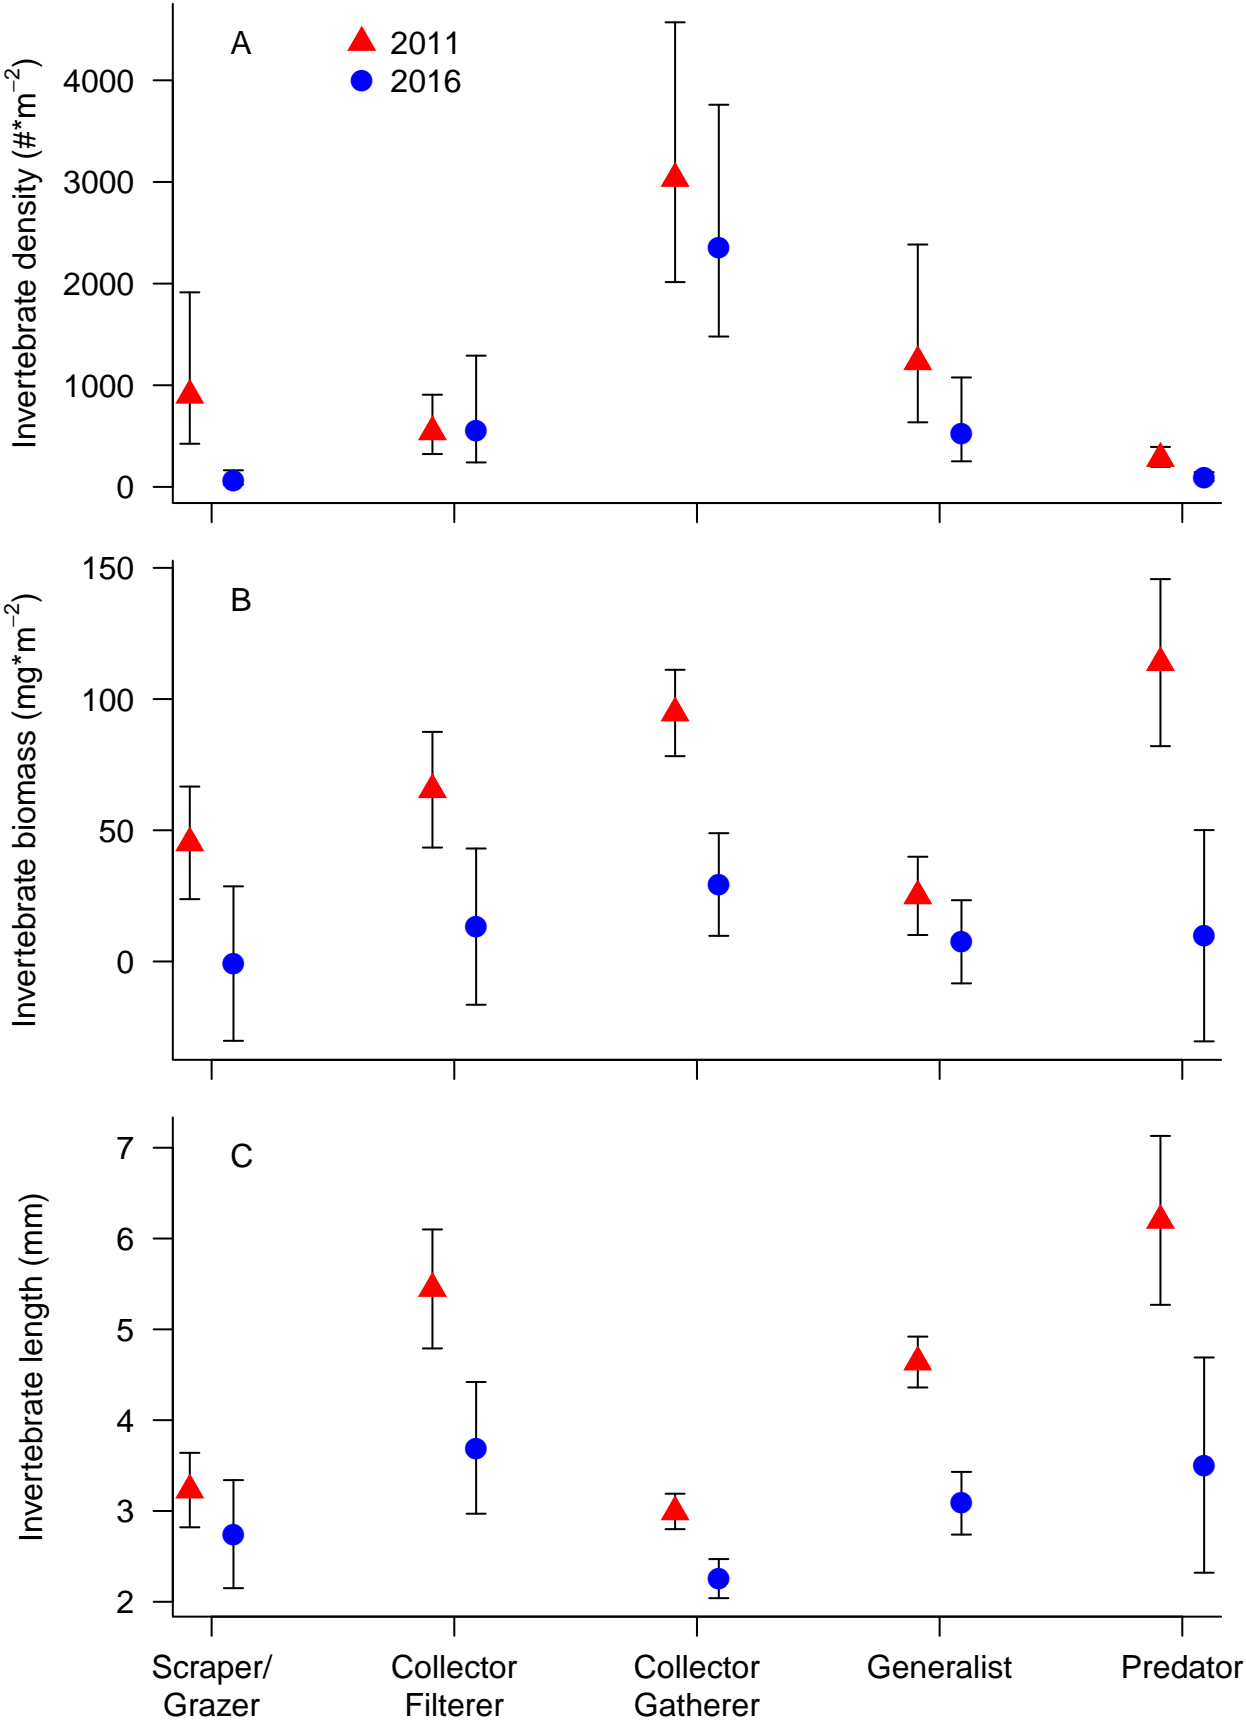 A
2011
2016
Invertebrate density (#*m⁻²)
4000
3000
2000
1000
0
B
Invertebrate biomass (mg*m⁻²)
150
100
50
0
C
Invertebrate length (mm)
7
6
5
4
3
2
Scraper/
Grazer
Collector
Filterer
Collector
Gatherer
Generalist
Predator